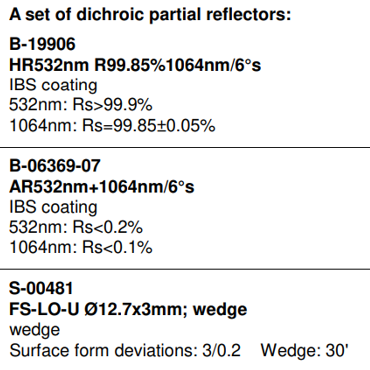 A set of dichroic partial reflectors:
B-19906
HR532nm R99.85%1064nm/6°s
IBS coating
532nm: Rs>99.9%
1064nm: Rs=99.85±0.05%
B-06369-07
AR532nm+1064nm/6°s
IBS coating
532nm: Rs<0.2%
1064nm: Rs<0.1%
S-00481
FS-LO-U Ø12.7x3mm; wedge
wedge
Surface form deviations: 3/0.2 Wedge: 30'